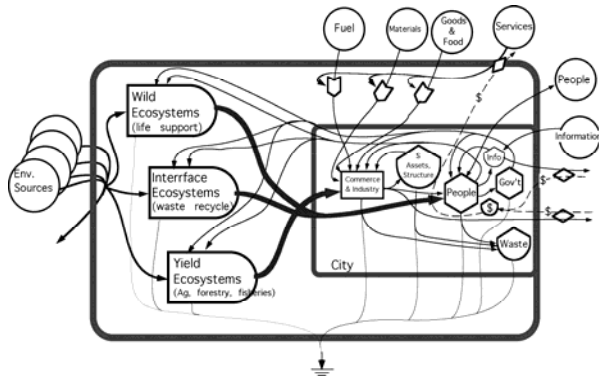 Fuel
Materials
Goods
&
Food
Services
People
Information
Env.
Sources
Wild
Ecosystems
(life support)
Interrface
Ecosystems
(waste recycle)
Yield
Ecosystems
(Ag, forestry, fisheries)
$
Commerce
& Industry
$
Assets,
Structure
People
Info
Gov't
$
$
$
Waste
City